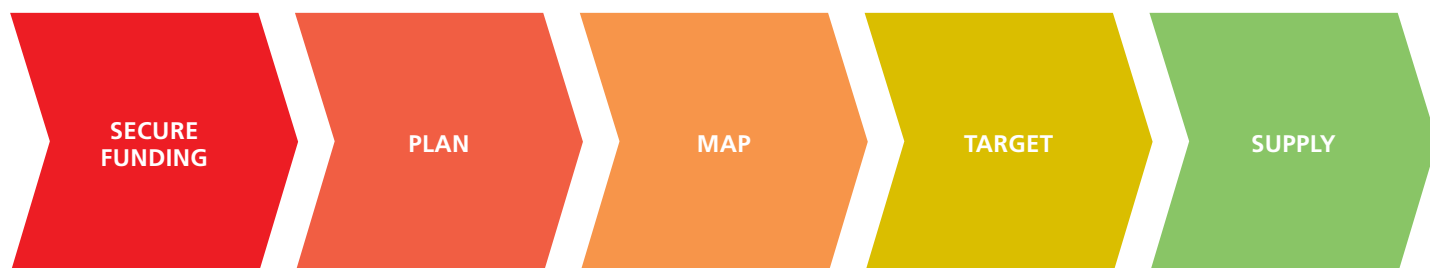 SECURE
FUNDING
PLAN
MAP
TARGET
SUPPLY